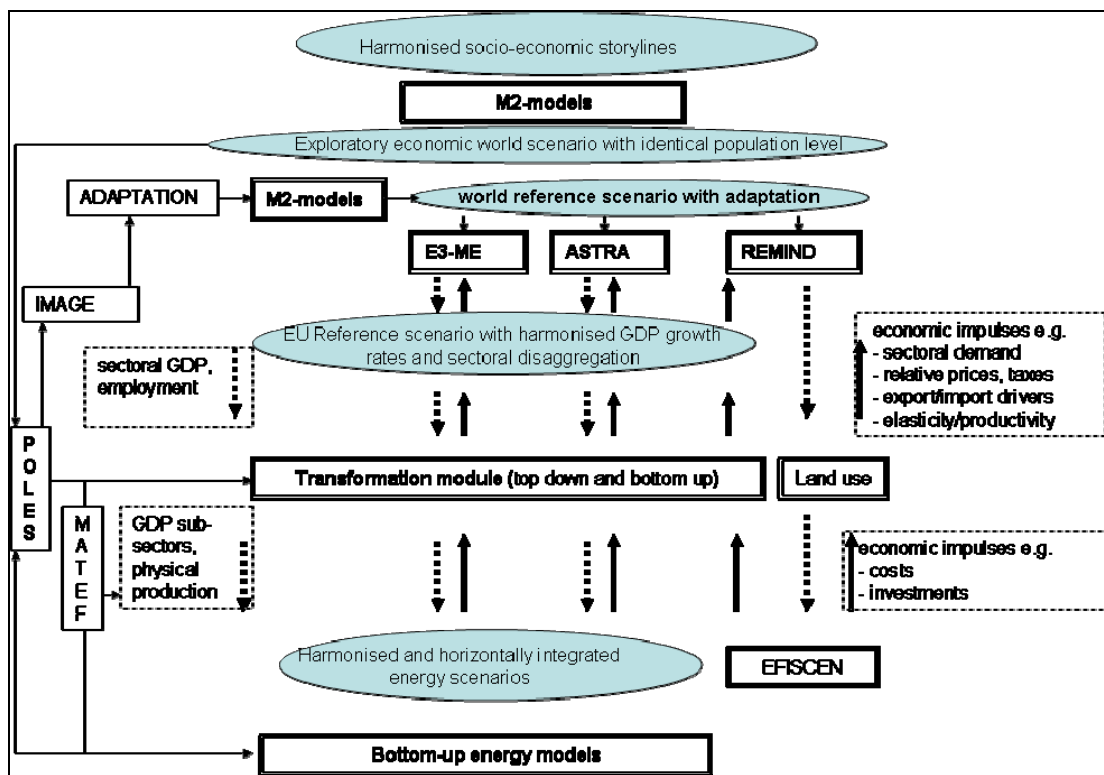 Harmonised socio-economic storylines
M2-models
Exploratory economic world scenario with identical population level
ADAPTATION
M2-models
world reference scenario with adaptation
E3-ME
ASTRA
REMIND
IMAGE
EU Reference scenario with harmonised GDP growth
rates and sectoral disaggregation
sectoral GDP,
employment
economic impulses e.g.
- sectoral demand
- relative prices, taxes
- export/import drivers
- elasticity/productivity
P
O
L
E
S
Transformation module (top down and bottom up)
Land use
M
A
T
E
F
GDP sub-
sectors,
physical
production
economic impulses e.g.
- costs
- investments
Harmonised and horizontally integrated
energy scenarios
EFISCEN
Bottom-up energy models